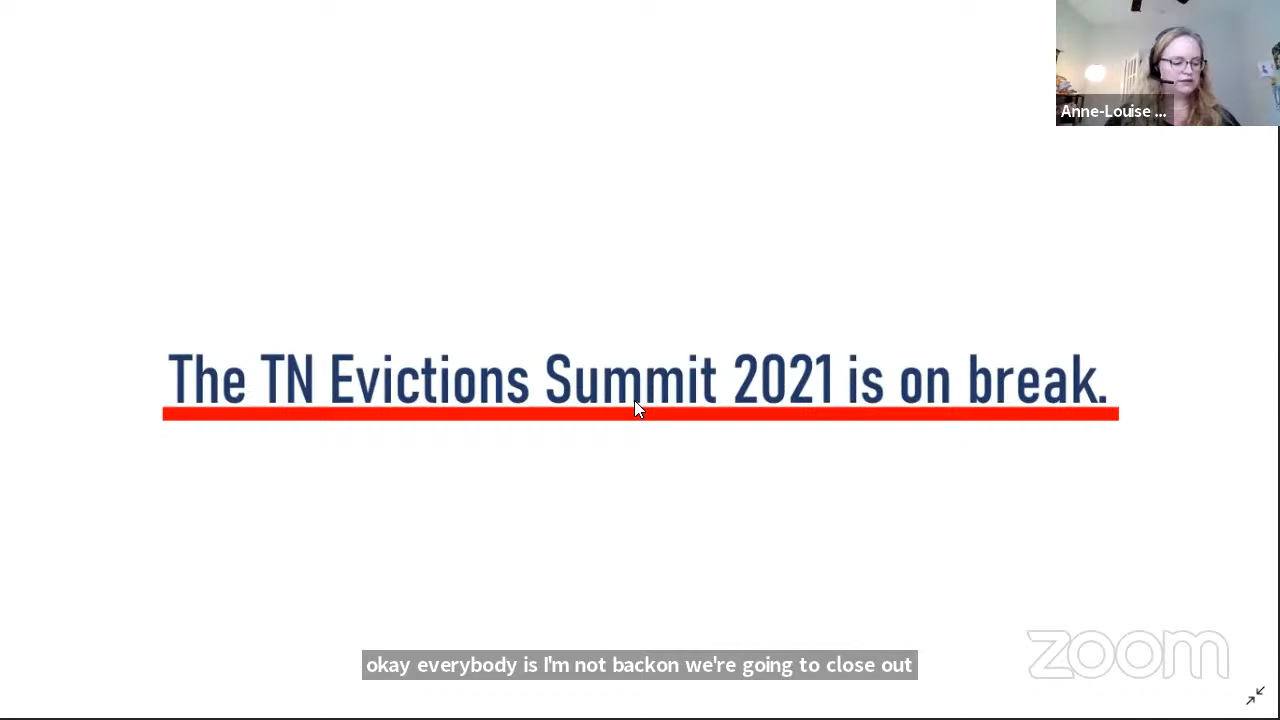 Anne-Louise ...
The TN Evictions Summit 2021 is on break.
okay everybody is I'm not backon we're going to close out
zoom